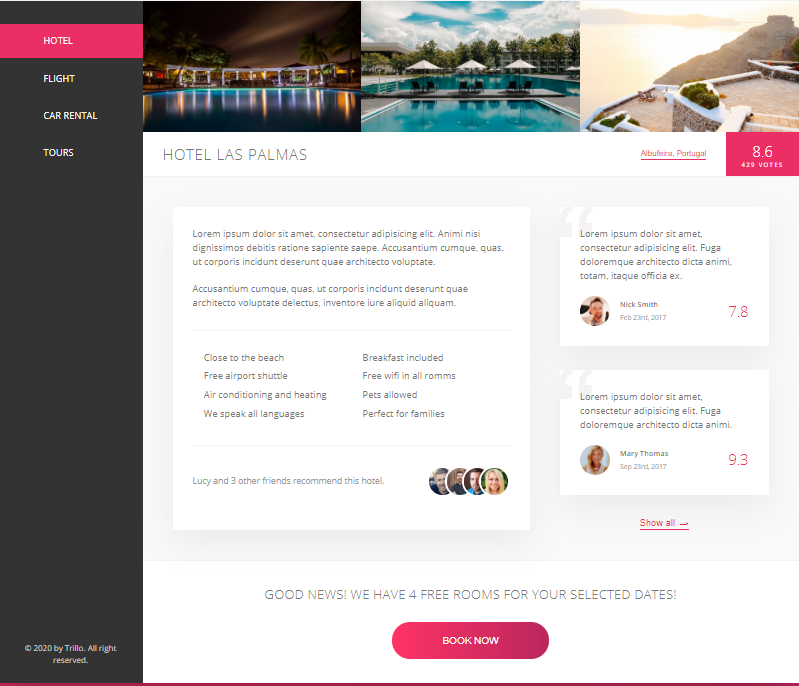 HOTEL
FLIGHT
CAR RENTAL
TOURS
© 2020 by Trillo. All right
reserved.
HOTEL LAS PALMAS
Albufeira, Portugal
8.6
429 VOTES
Lorem ipsum dolor sit amet, consectetur adipisicing elit. Animi nisi
dignissimos debitis ratione sapiente saepe. Accusantium cumque, quas,
ut corporis incidunt deserunt quae architecto voluptate.
Accusantium cumque, quas, ut corporis incidunt deserunt quae
architecto voluptate delectus, inventore iure aliquid aliquam.
Close to the beach
Breakfast included
Free airport shuttle
Free wifi in all romms
Air conditioning and heating
Pets allowed
We speak all languages
Perfect for families
Lucy and 3 other friends recommend this hotel.
“
Lorem ipsum dolor sit amet,
consectetur adipisicing elit. Fuga
doloremque architecto dicta animi,
totam, itaque officia ex.
Nick Smith
Feb 23rd, 2017
7.8
“
Lorem ipsum dolor sit amet,
consectetur adipisicing elit. Fuga
doloremque architecto dicta animi.
Mary Thomas
Sep 23rd, 2017
9.3
Show all →
GOOD NEWS! WE HAVE 4 FREE ROOMS FOR YOUR SELECTED DATES!
BOOK NOW